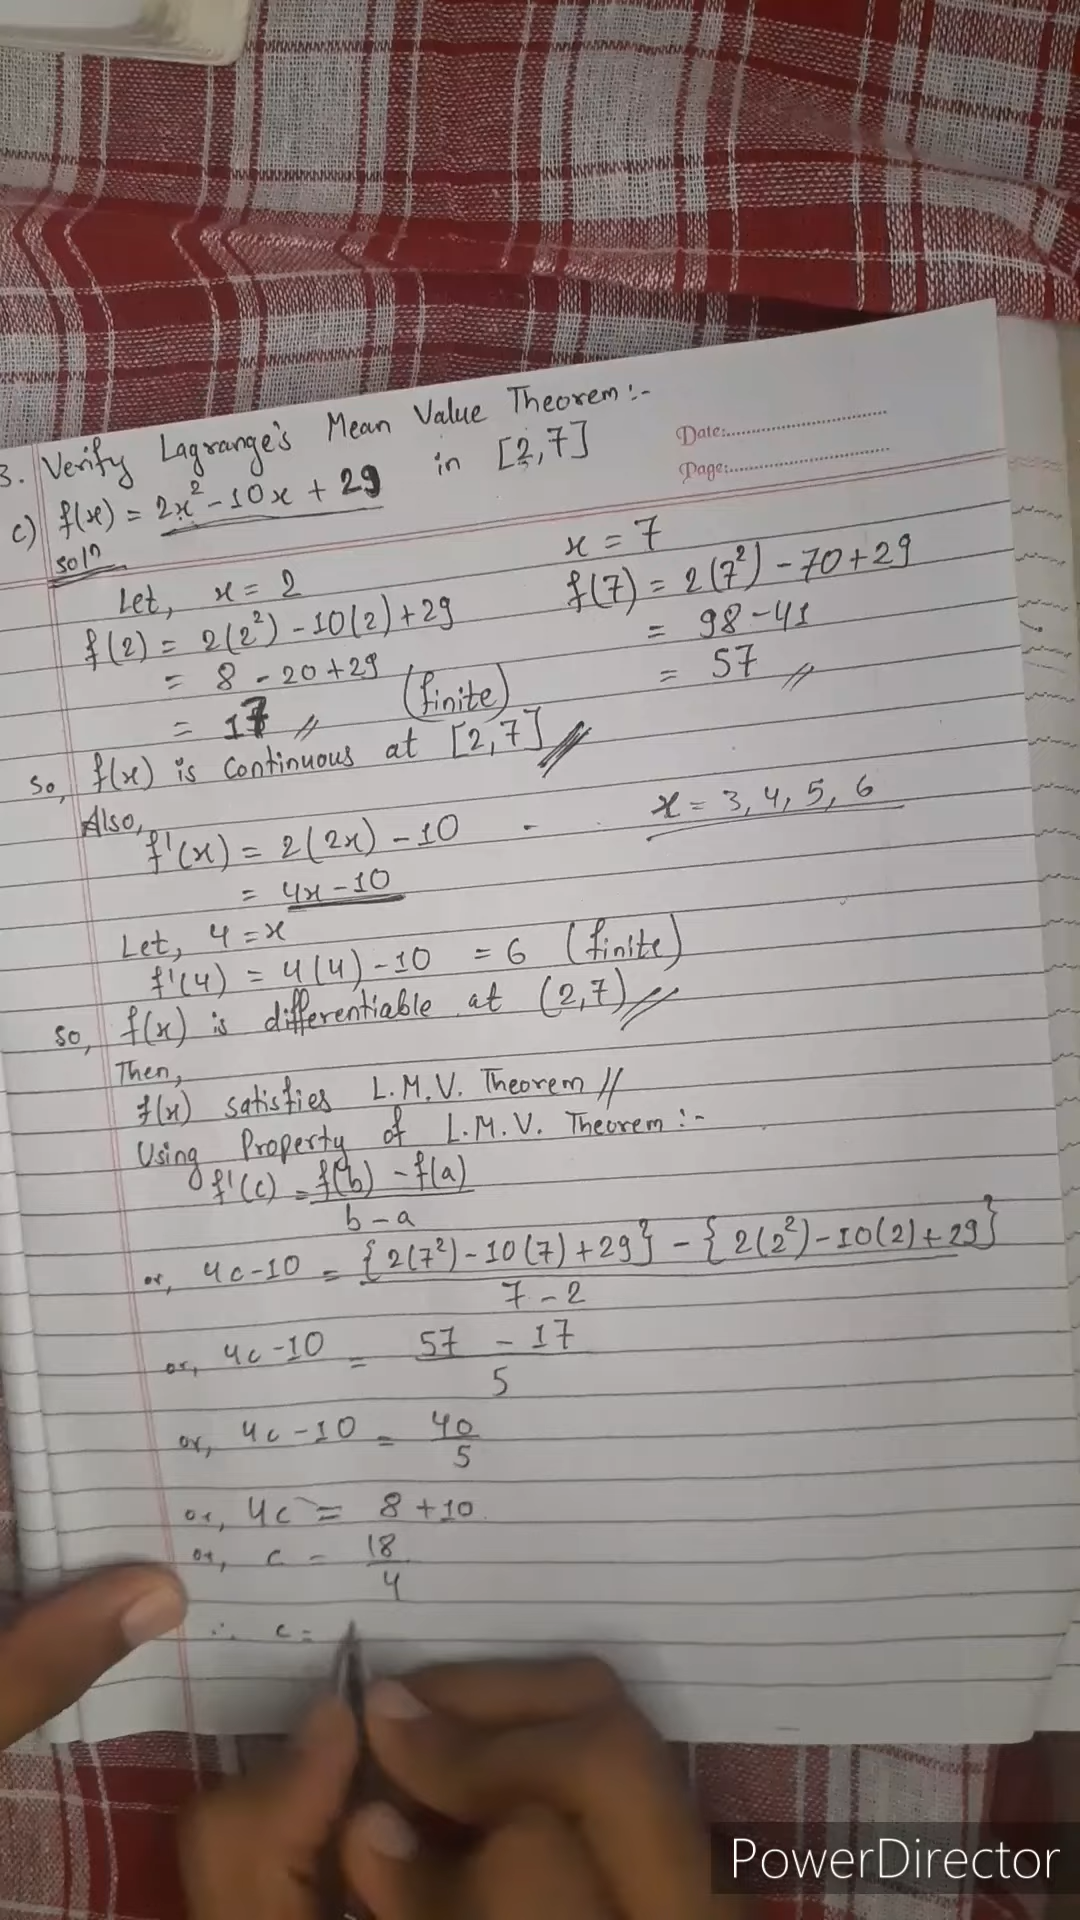 3. Verify Lagrange's Mean Value Theorem :-
c) f(x) = 2x² - 10x + 29 in [2,7]
Date:
Page:
solⁿ
Let, x = 2
f(2) = 2(2²) - 10(2) + 29
= 8 - 20 + 29
= 17 // (finite)
x = 7
f(7) = 2(7²) - 70 + 29
= 98 - 41
= 57 //
So, f(x) is continuous at [2,7] //
Also,
f'(x) = 2(2x) - 10
= 4x - 10
x = 3, 4, 5, 6
Let, 4 = x
f'(4) = 4(4) - 10 = 6 (finite)
So, f(x) is differentiable at (2,7) //
Then,
f(x) satisfies L.M.V. Theorem //
Using Property of L.M.V. Theorem :-
f'(c) = f(b) - f(a)
b - a
or, 4c - 10 = {2(7²) - 10(7) + 29} - {2(2²) - 10(2) + 29}
7 - 2
or, 4c - 10 = 57 - 17
5
or, 4c - 10 = 40
5
or, 4c = 8 + 10
or, c = 18
4
∴ c =
PowerDirector